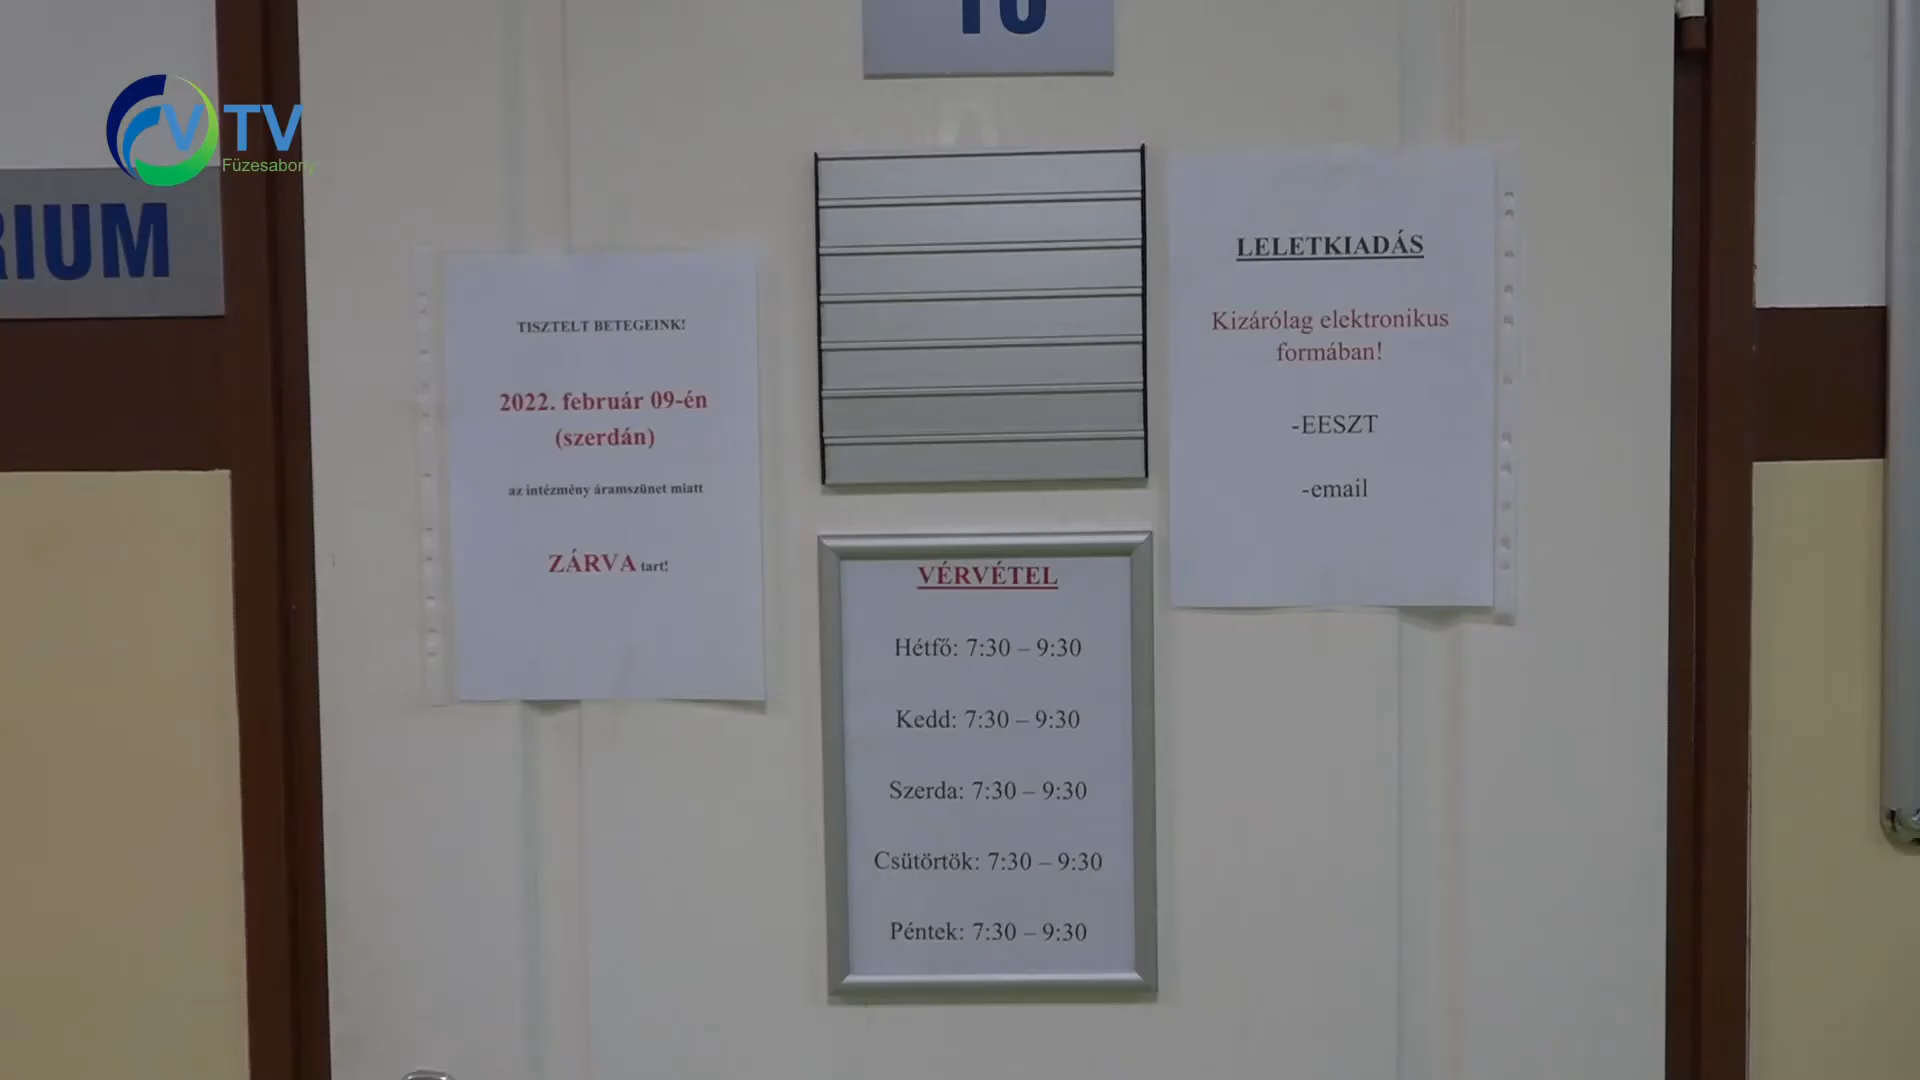 10
VTV
Füzesabony
RIUM
TISZTELT BETEGEINK!
2022. február 09-én
(szerdán)
az intézmény áramszünet miatt
ZÁRVA tart!
LELETKIADÁS
Kizárólag elektronikus
formában!
-EESZT
-email
VÉRVÉTEL
Hétfő: 7:30 – 9:30
Kedd: 7:30 – 9:30
Szerda: 7:30 – 9:30
Csütörtök: 7:30 – 9:30
Péntek: 7:30 – 9:30